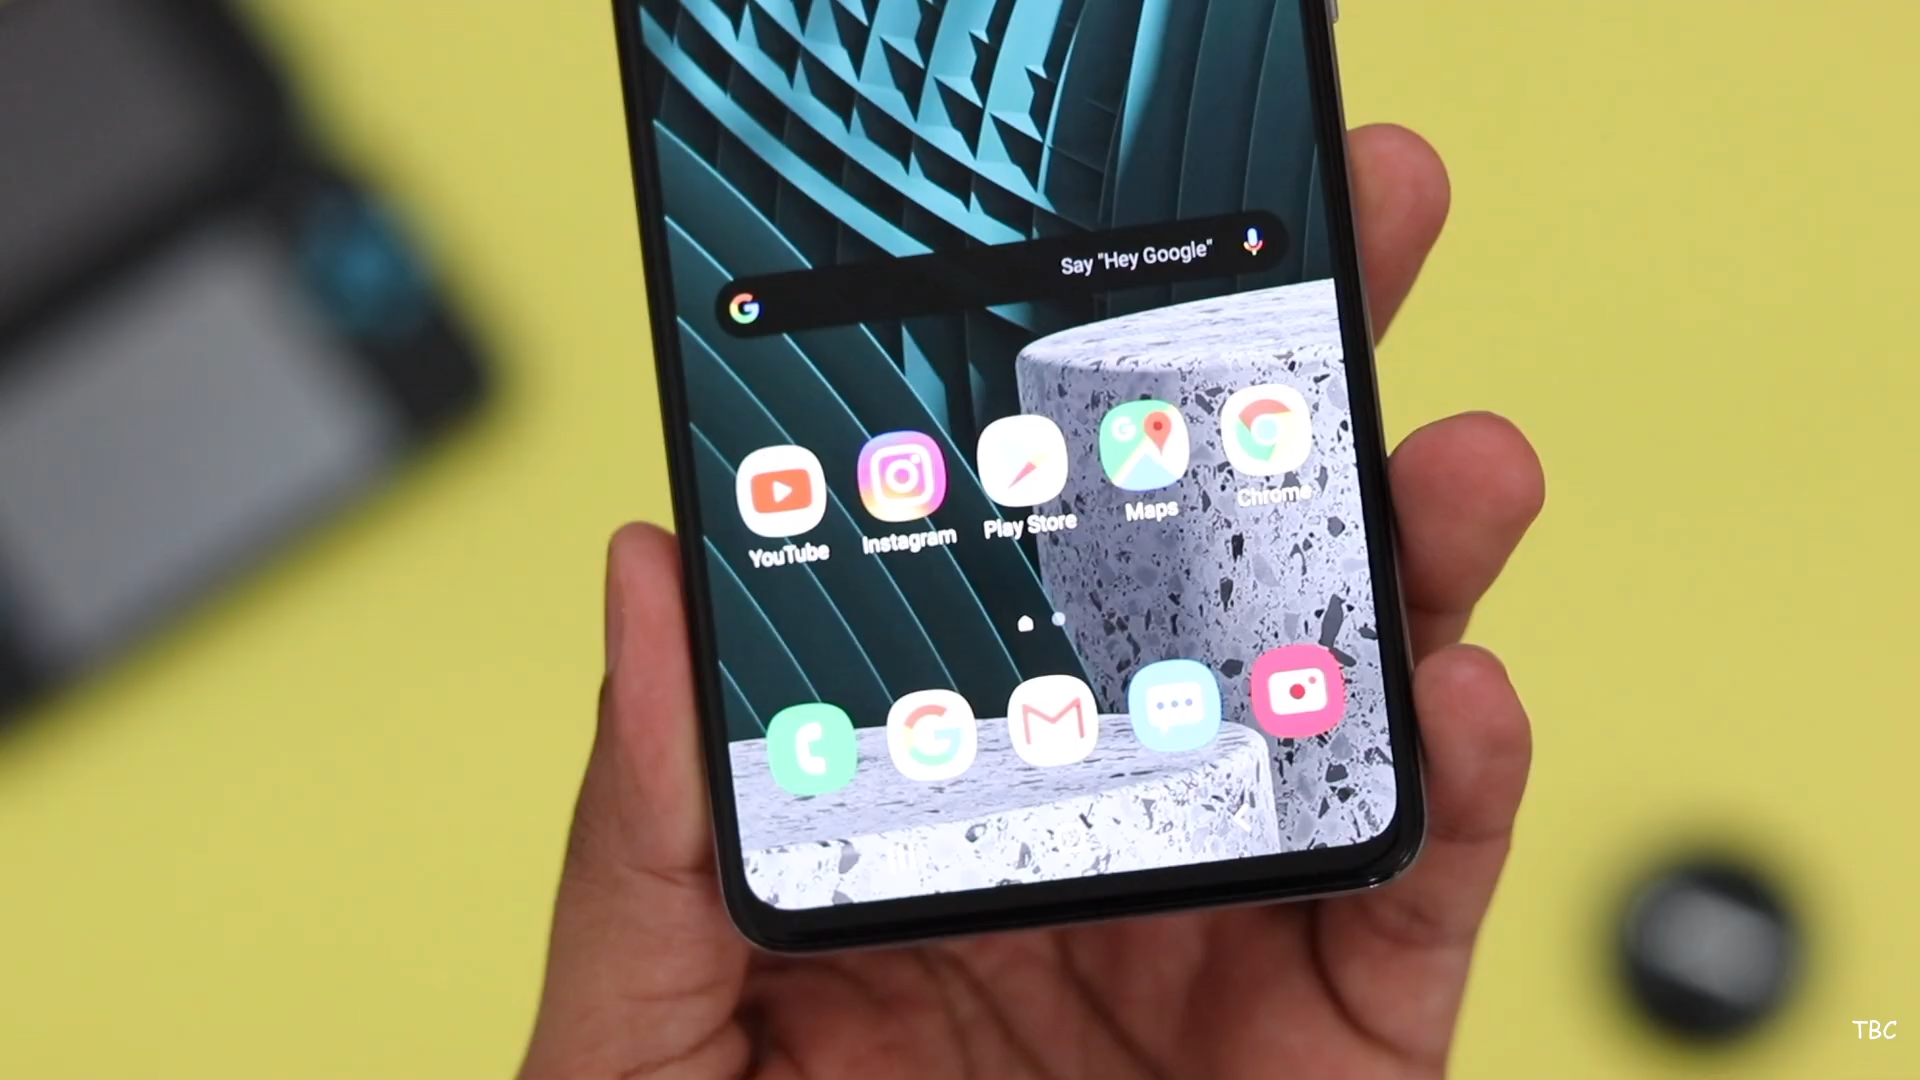 Say "Hey Google"
YouTube
Instagram
Play Store
Maps
Chrome
TBC